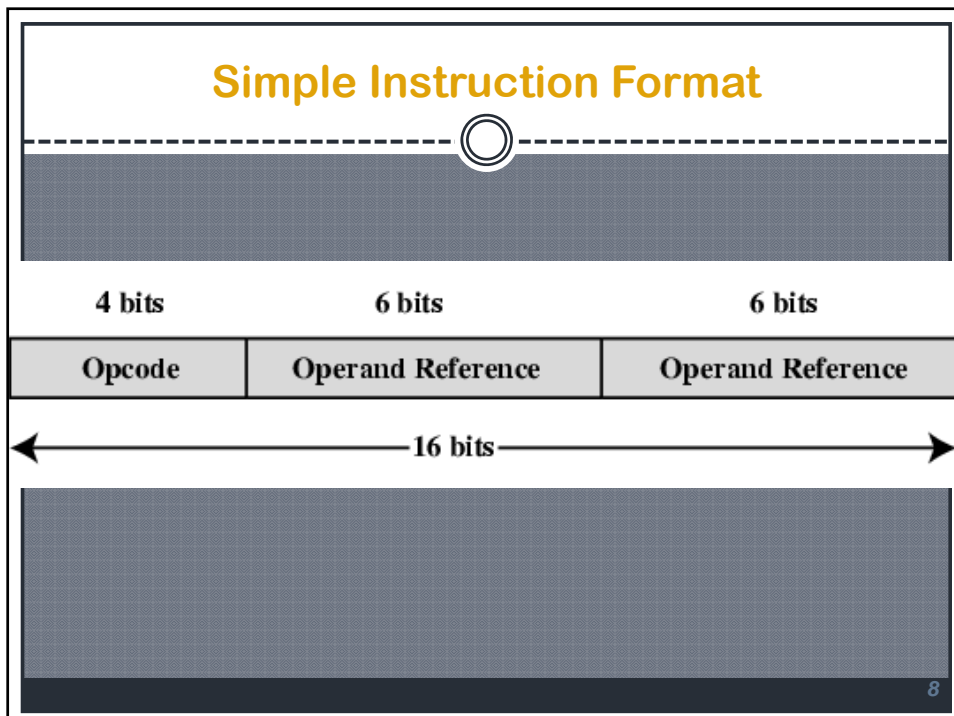 Simple Instruction Format
4 bits 6 bits 6 bits
Opcode Operand Reference Operand Reference
16 bits
8